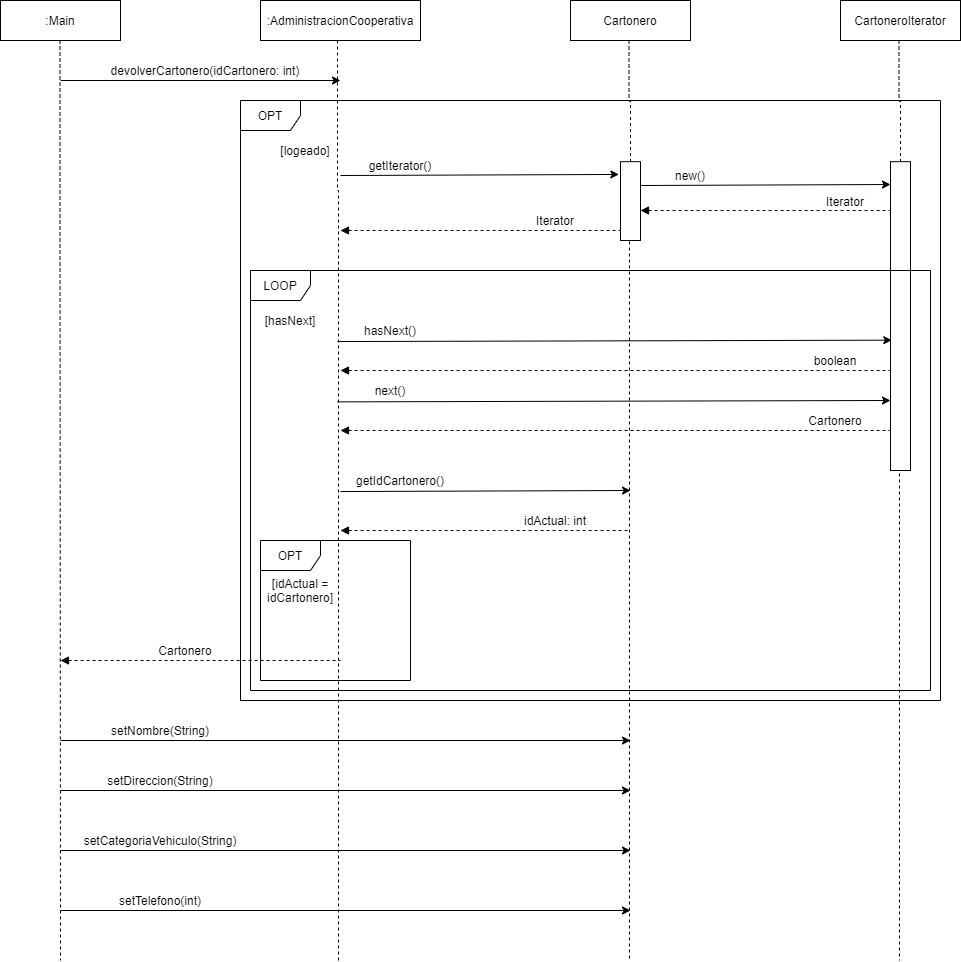 :Main
:AdministracionCooperativa
Cartonero
CartoneroIterator
devolverCartonero(idCartonero: int)
OPT
[logeado]
getIterator()
new()
Iterator
Iterator
LOOP
[hasNext]
hasNext()
boolean
next()
Cartonero
getIdCartonero()
idActual: int
OPT
[idActual =
idCartonero]
Cartonero
setNombre(String)
setDireccion(String)
setCategoriaVehiculo(String)
setTelefono(int)